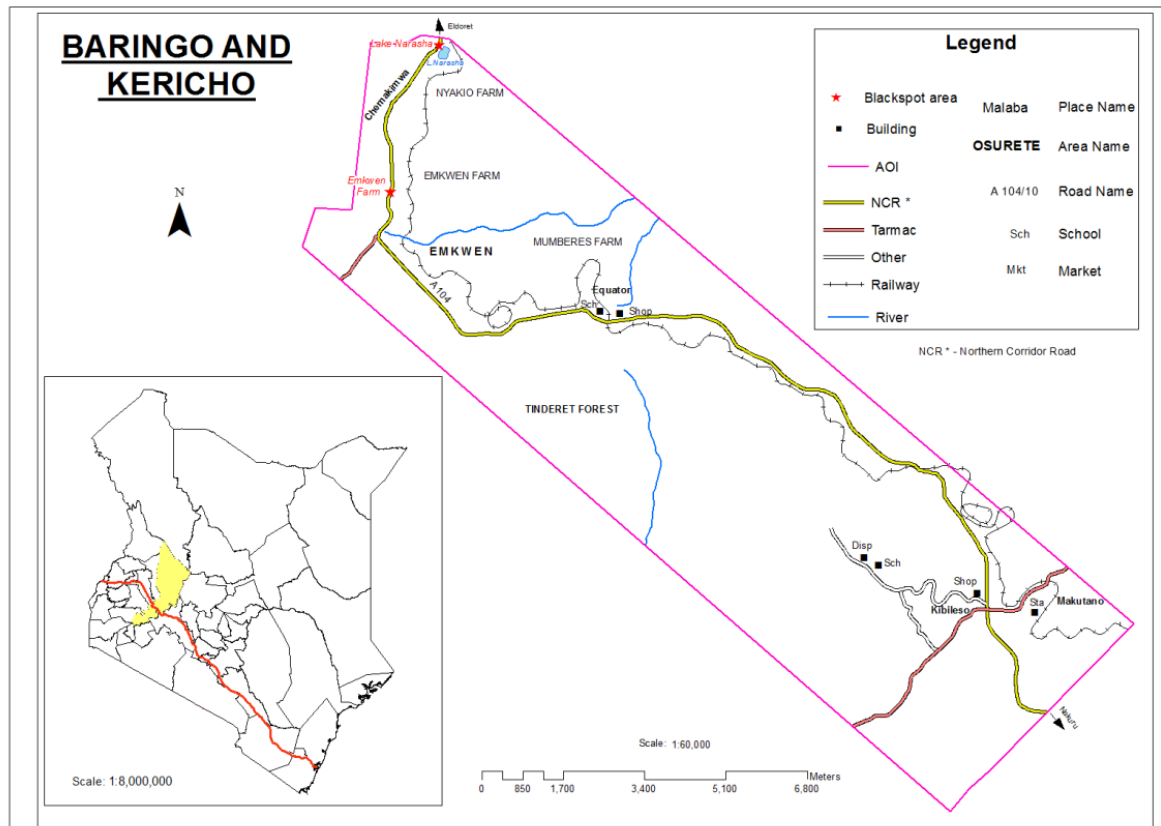 BARINGO AND
KERICHO
N
Eldoret
Lake-Narasha
L.Narasha
Chemakimwa
NYAKIO FARM
Emkwen
Farm
EMKWEN FARM
MUMBERES FARM
EMKWEN
A104
Equator
Sch
Shop
TINDERET FOREST
Disp
Sch
Shop
Kibileso
Sta
Makutano
Nakuru
Legend
Blackspot area
Building
AOI
NCR *
Tarmac
Other
Railway
River
Malaba Place Name
OSURETE Area Name
A 104/10 Road Name
Sch School
Mkt Market
NCR * - Northern Corridor Road
Scale: 1:8,000,000
Scale: 1:60,000
Meters
0 850 1,700 3,400 5,100 6,800